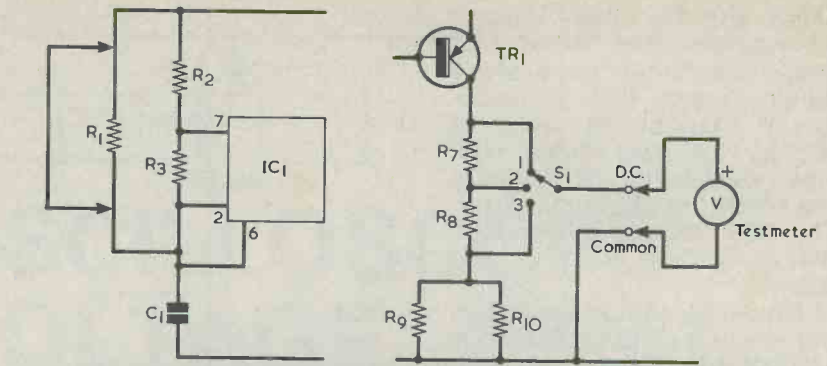 R1
R2
R3
7
2
6
IC1
C1
TR1
R7
R8
R9
R10
1
2
3
S1
D.C.
Common
+
V
Testmeter